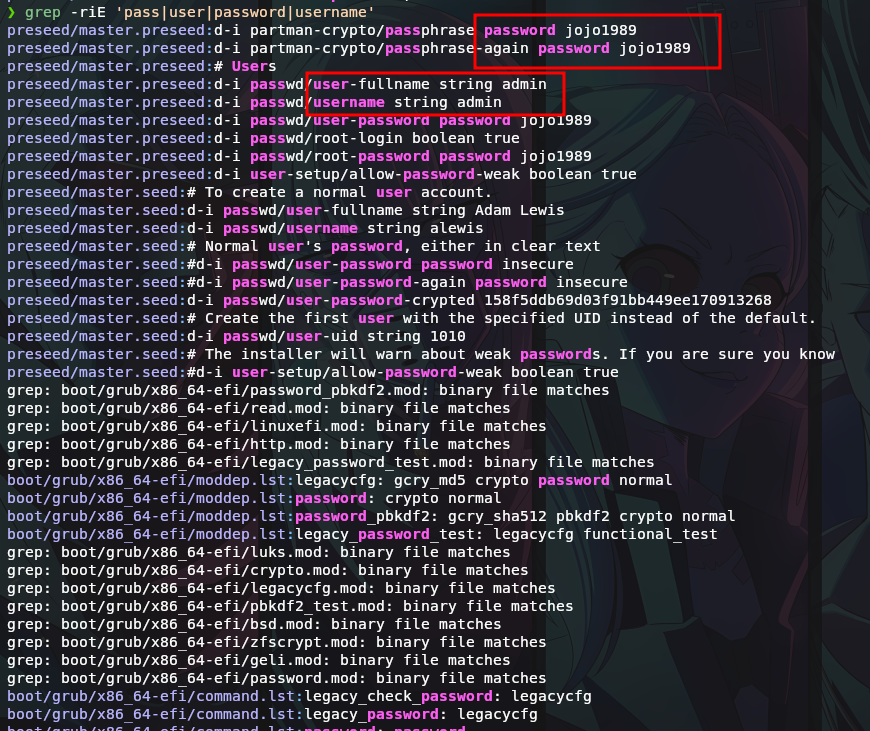 ❯ grep -riE 'pass|user|password|username'
preseed/master.preseed:d-i partman-crypto/passphrase password jojo1989
preseed/master.preseed:d-i partman-crypto/passphrase-again password jojo1989
preseed/master.preseed:# Users
preseed/master.preseed:d-i passwd/user-fullname string admin
preseed/master.preseed:d-i passwd/username string admin
preseed/master.preseed:d-i passwd/user-password password jojo1989
preseed/master.preseed:d-i passwd/root-login boolean true
preseed/master.preseed:d-i passwd/root-password password jojo1989
preseed/master.preseed:d-i user-setup/allow-password-weak boolean true
preseed/master.seed:# To create a normal user account.
preseed/master.seed:d-i passwd/user-fullname string Adam Lewis
preseed/master.seed:d-i passwd/username string alewis
preseed/master.seed:# Normal user's password, either in clear text
preseed/master.seed:#d-i passwd/user-password password insecure
preseed/master.seed:#d-i passwd/user-password-again password insecure
preseed/master.seed:d-i passwd/user-password-crypted 158f5ddb69d03f91bb449ee170913268
preseed/master.seed:# Create the first user with the specified UID instead of the default.
preseed/master.seed:d-i passwd/user-uid string 1010
preseed/master.seed:# The installer will warn about weak passwords. If you are sure you know
preseed/master.seed:#d-i user-setup/allow-password-weak boolean true
grep: boot/grub/x86_64-efi/password_pbkdf2.mod: binary file matches
grep: boot/grub/x86_64-efi/read.mod: binary file matches
grep: boot/grub/x86_64-efi/linuxefi.mod: binary file matches
grep: boot/grub/x86_64-efi/http.mod: binary file matches
grep: boot/grub/x86_64-efi/legacy_password_test.mod: binary file matches
boot/grub/x86_64-efi/moddep.lst:legacycfg: gcry_md5 crypto password normal
boot/grub/x86_64-efi/moddep.lst:password: crypto normal
boot/grub/x86_64-efi/moddep.lst:password_pbkdf2: gcry_sha512 pbkdf2 crypto normal
boot/grub/x86_64-efi/moddep.lst:legacy_password_test: legacycfg functional_test
grep: boot/grub/x86_64-efi/luks.mod: binary file matches
grep: boot/grub/x86_64-efi/crypto.mod: binary file matches
grep: boot/grub/x86_64-efi/legacycfg.mod: binary file matches
grep: boot/grub/x86_64-efi/pbkdf2_test.mod: binary file matches
grep: boot/grub/x86_64-efi/bsd.mod: binary file matches
grep: boot/grub/x86_64-efi/zfscrypt.mod: binary file matches
grep: boot/grub/x86_64-efi/geli.mod: binary file matches
grep: boot/grub/x86_64-efi/password.mod: binary file matches
boot/grub/x86_64-efi/command.lst:legacy_check_password: legacycfg
boot/grub/x86_64-efi/command.lst:legacy_password: legacycfg
boot/grub/x86_64-efi/command.lst:password: password